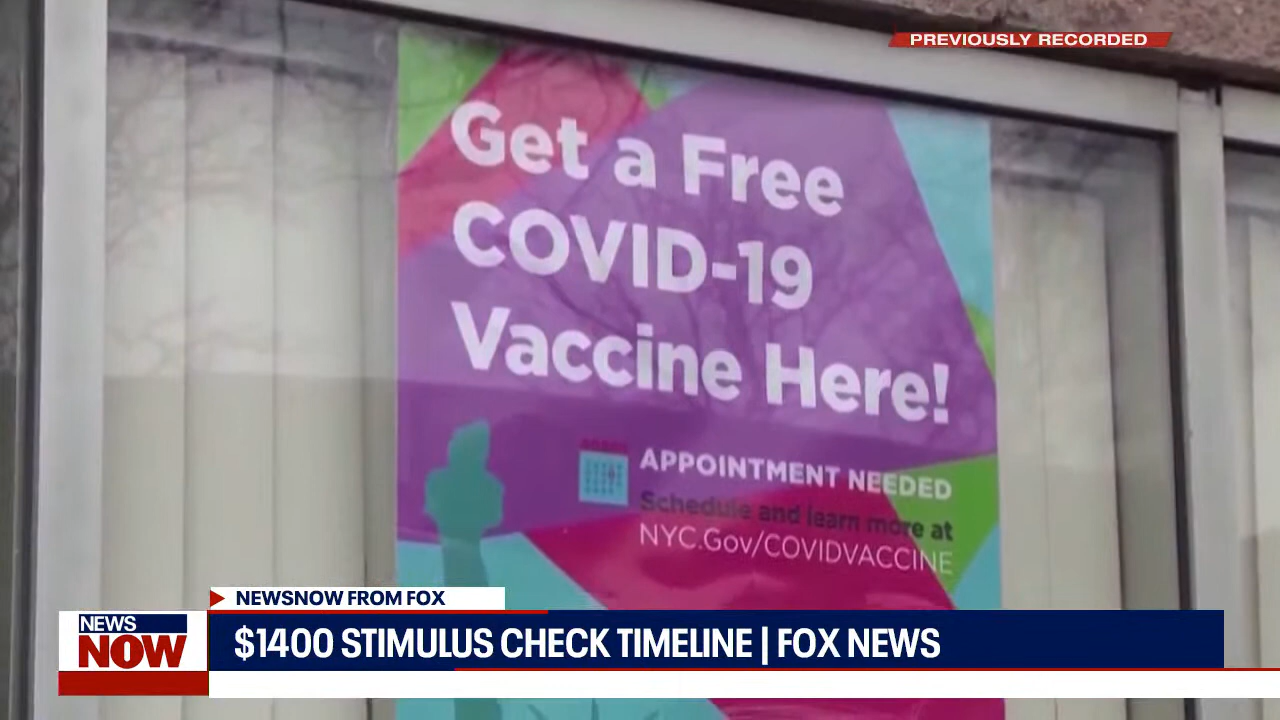 PREVIOUSLY RECORDED
Get a Free
COVID-19
Vaccine Here!
APPOINTMENT NEEDED
Schedule and learn more at
NYC.Gov/COVIDVACCINE
NEWSNOW FROM FOX
NEWS
NOW
$1400 STIMULUS CHECK TIMELINE | FOX NEWS